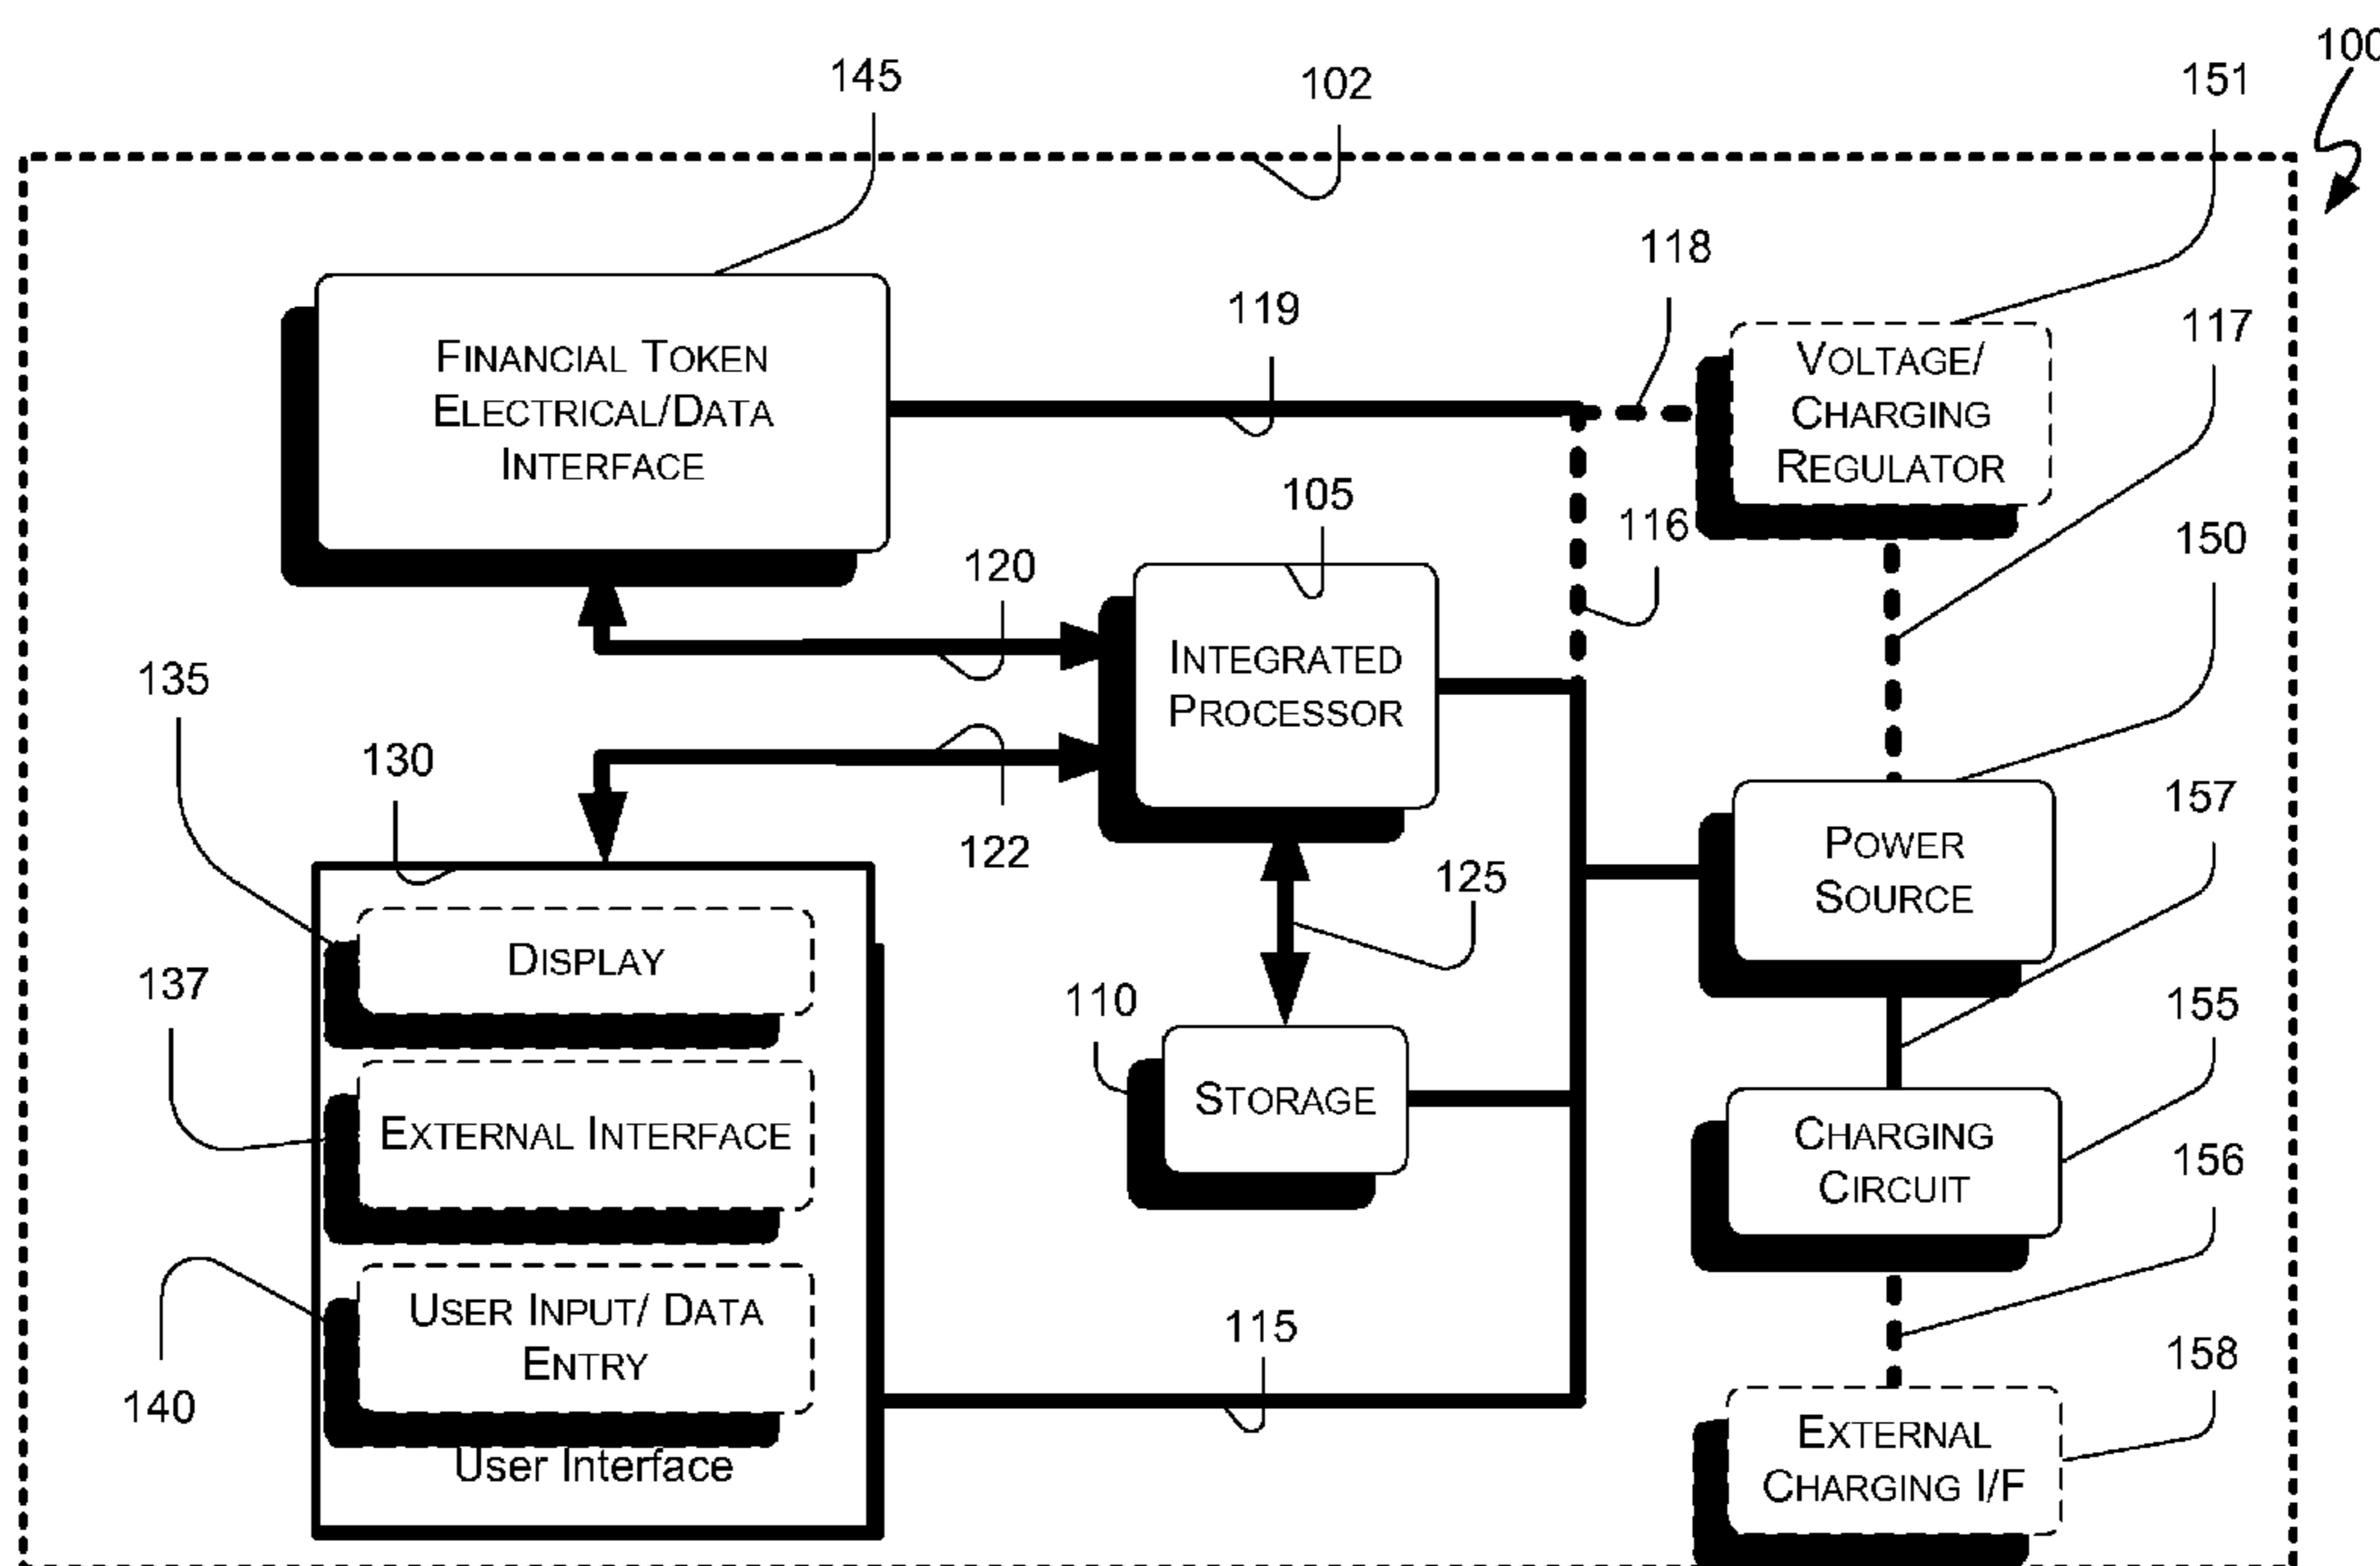 100
145
102
151
118
119
117
FINANCIAL TOKEN
ELECTRICAL/DATA
INTERFACE
VOLTAGE/
CHARGING
REGULATOR
105
116
150
120
INTEGRATED
PROCESSOR
135
130
122
157
POWER
SOURCE
125
DISPLAY
137
110
155
STORAGE
EXTERNAL INTERFACE
CHARGING
CIRCUIT
156
USER INPUT/ DATA
ENTRY
115
158
140
User Interface
EXTERNAL
CHARGING I/F